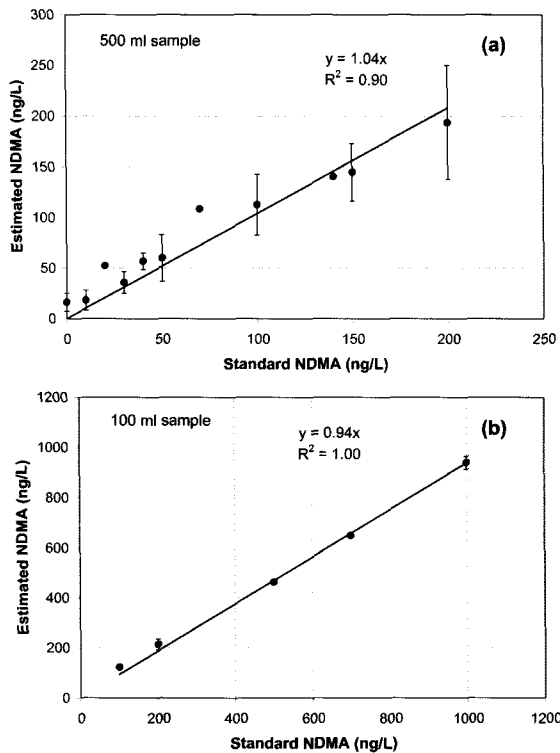 300
500 ml sample
(a)
250
y = 1.04x
R² = 0.90
200
150
100
50
0
0 50 100 150 200 250
Estimated NDMA (ng/L)
Standard NDMA (ng/L)
1200
100 ml sample
(b)
y = 0.94x
R² = 1.00
1000
800
600
400
200
0
0 200 400 600 800 1000 1200
Estimated NDMA (ng/L)
Standard NDMA (ng/L)